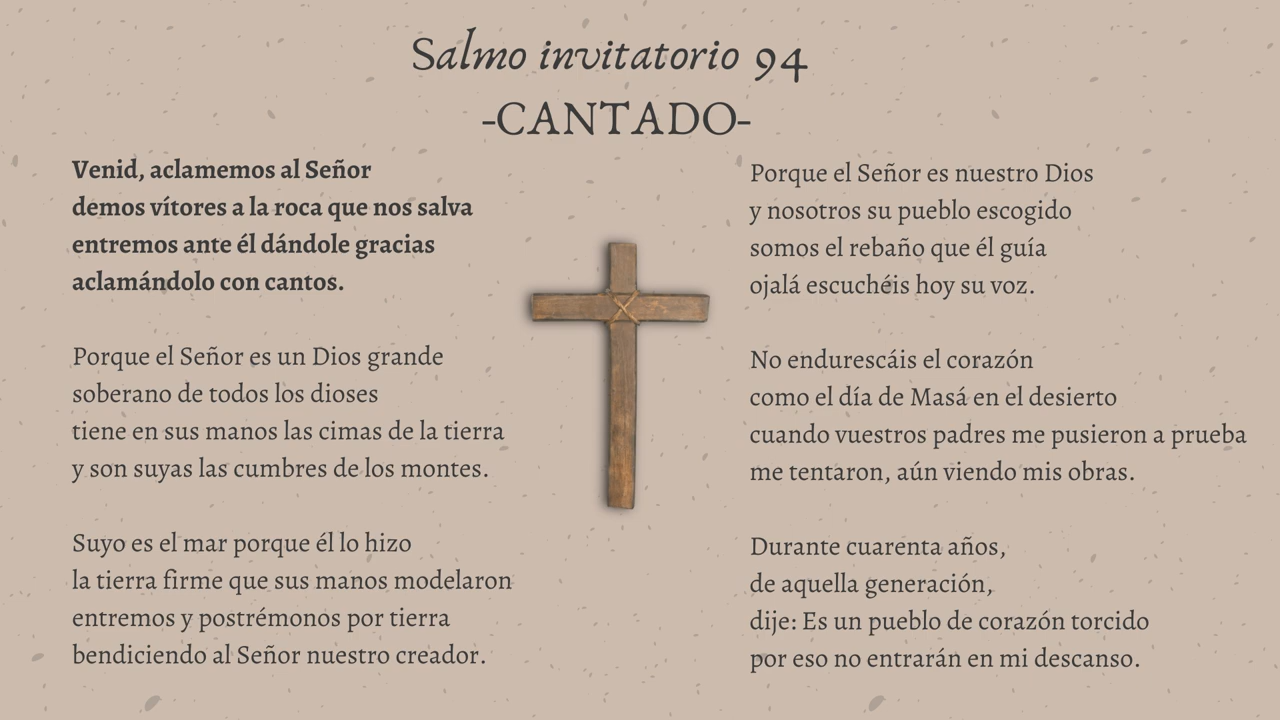 Salmo invitatorio 94
-CANTADO-
Venid, aclamemos al Señor
demos vítores a la roca que nos salva
entremos ante él dándole gracias
aclamándolo con cantos.
Porque el Señor es un Dios grande
soberano de todos los dioses
tiene en sus manos las cimas de la tierra
y son suyas las cumbres de los montes.
Suyo es el mar porque él lo hizo
la tierra firme que sus manos modelaron
entremos y postrémonos por tierra
bendiciendo al Señor nuestro creador.
Porque el Señor es nuestro Dios
y nosotros su pueblo escogido
somos el rebaño que él guía
ojalá escuchéis hoy su voz.
No endurescáis el corazón
como el día de Masá en el desierto
cuando vuestros padres me pusieron a prueba
me tentaron, aún viendo mis obras.
Durante cuarenta años,
de aquella generación,
dije: Es un pueblo de corazón torcido
por eso no entrarán en mi descanso.